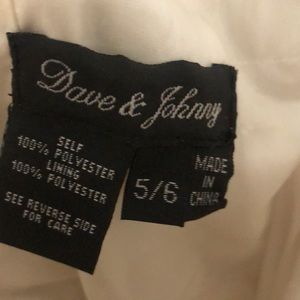 Dave & Johnny
SELF
100% POLYESTER
LINING
100% POLYESTER
SEE REVERSE SIDE
FOR CARE
5/6
MADE
IN
CHINA